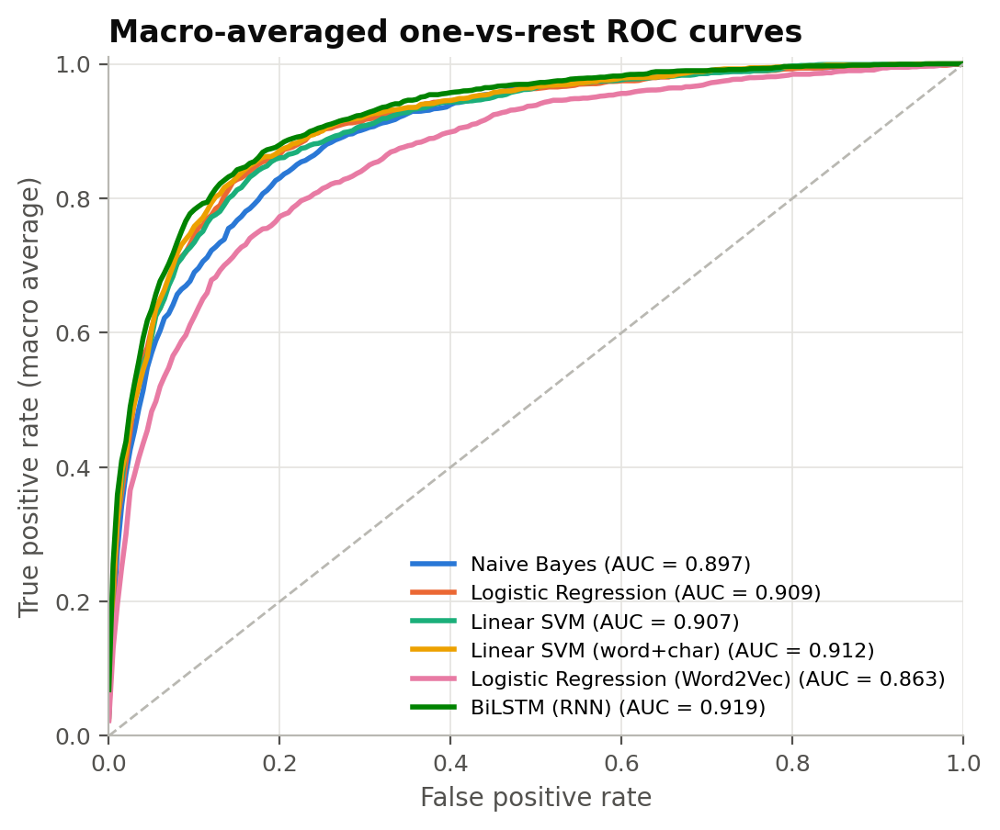 Macro-averaged one-vs-rest ROC curves
True positive rate (macro average)
1.0
0.8
0.6
0.4
0.2
0.0
Naive Bayes (AUC = 0.897)
Logistic Regression (AUC = 0.909)
Linear SVM (AUC = 0.907)
Linear SVM (word+char) (AUC = 0.912)
Logistic Regression (Word2Vec) (AUC = 0.863)
BiLSTM (RNN) (AUC = 0.919)
0.0 0.2 0.4 0.6 0.8 1.0
False positive rate